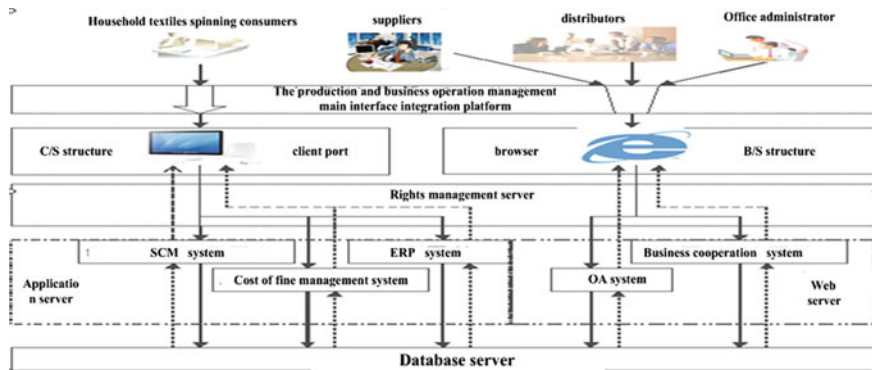 Household textiles spinning consumers
suppliers
distributors
Office administrator
The production and business operation management
main interface integration platform
C/S structure
client port
browser
B/S structure
Rights management server
SCM system
ERP system
Business cooperation system
Cost of fine management system
OA system
Applicatio
n server
Web
server
Database server